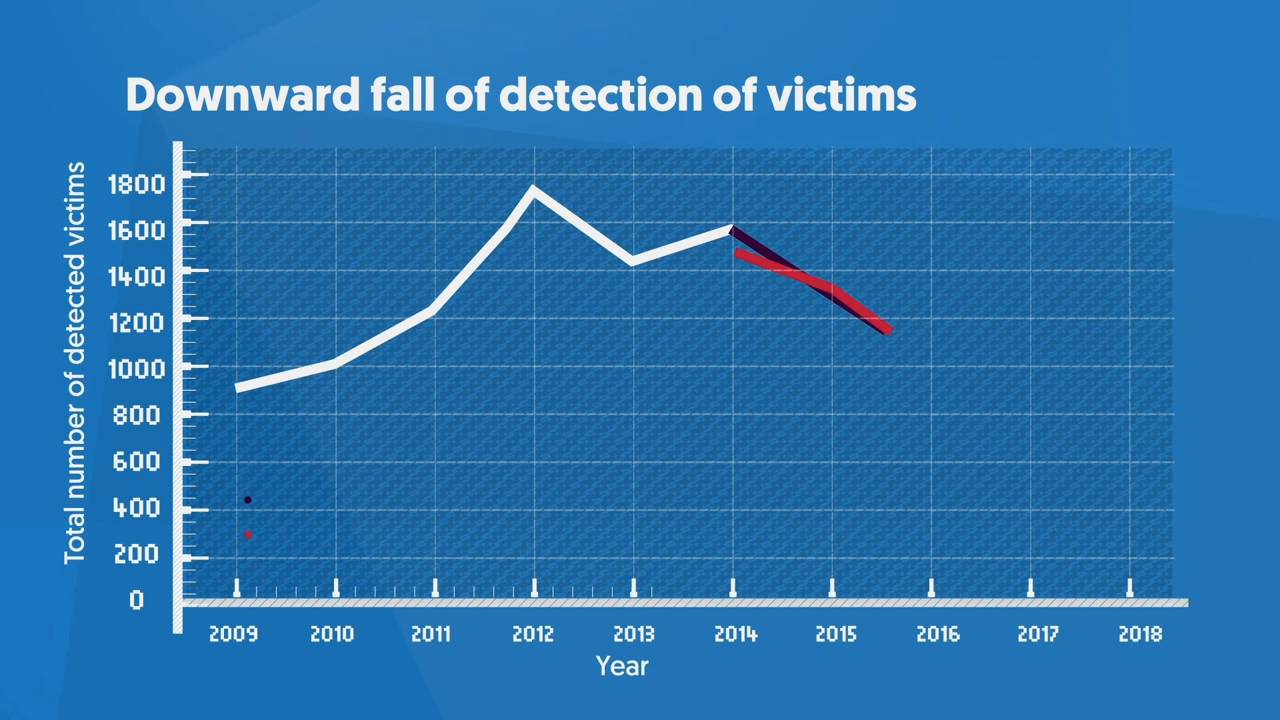 Downward fall of detection of victims
Total number of detected victims
1800
1600
1400
1200
1000
800
600
400
200
0
2009 2010 2011 2012 2013 2014 2015 2016 2017 2018
Year